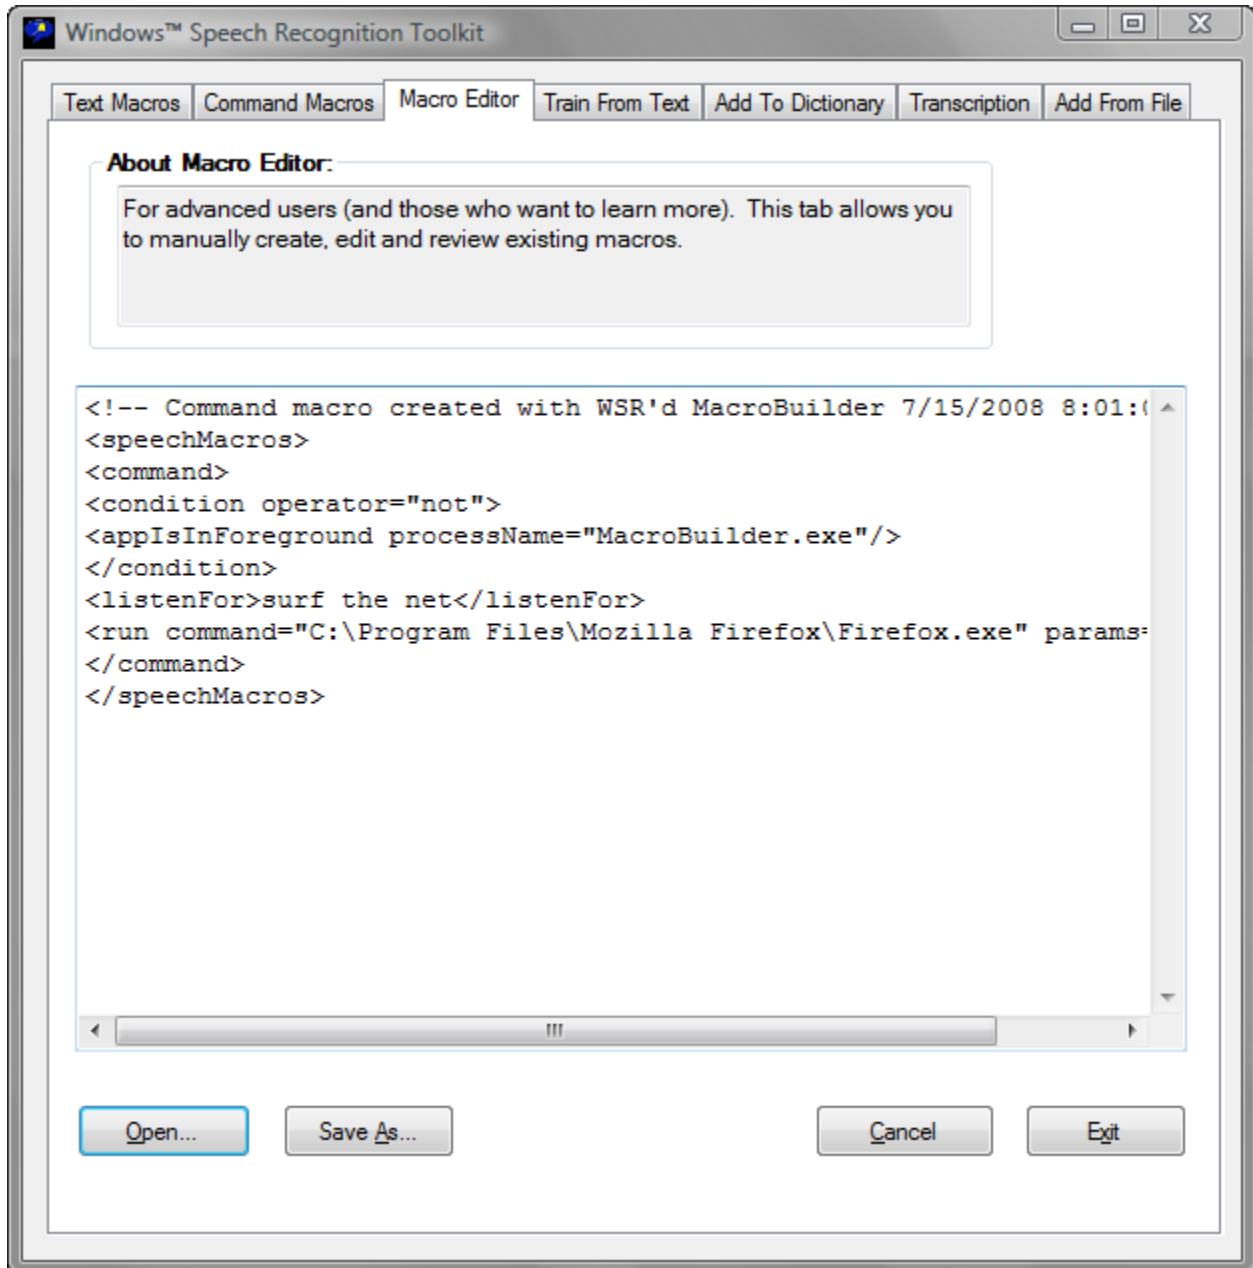 Windows™ Speech Recognition Toolkit
Text Macros Command Macros Macro Editor Train From Text Add To Dictionary Transcription Add From File
About Macro Editor:
For advanced users (and those who want to learn more).  This tab allows you
to manually create, edit and review existing macros.
<!-- Command macro created with WSR'd MacroBuilder 7/15/2008 8:01:
<speechMacros>
<command>
<condition operator="not">
<appIsInForeground processName="MacroBuilder.exe"/>
</condition>
<listenFor>surf the net</listenFor>
<run command="C:\Program Files\Mozilla Firefox\Firefox.exe" params=
</command>
</speechMacros>
Open... Save As... Cancel Exit